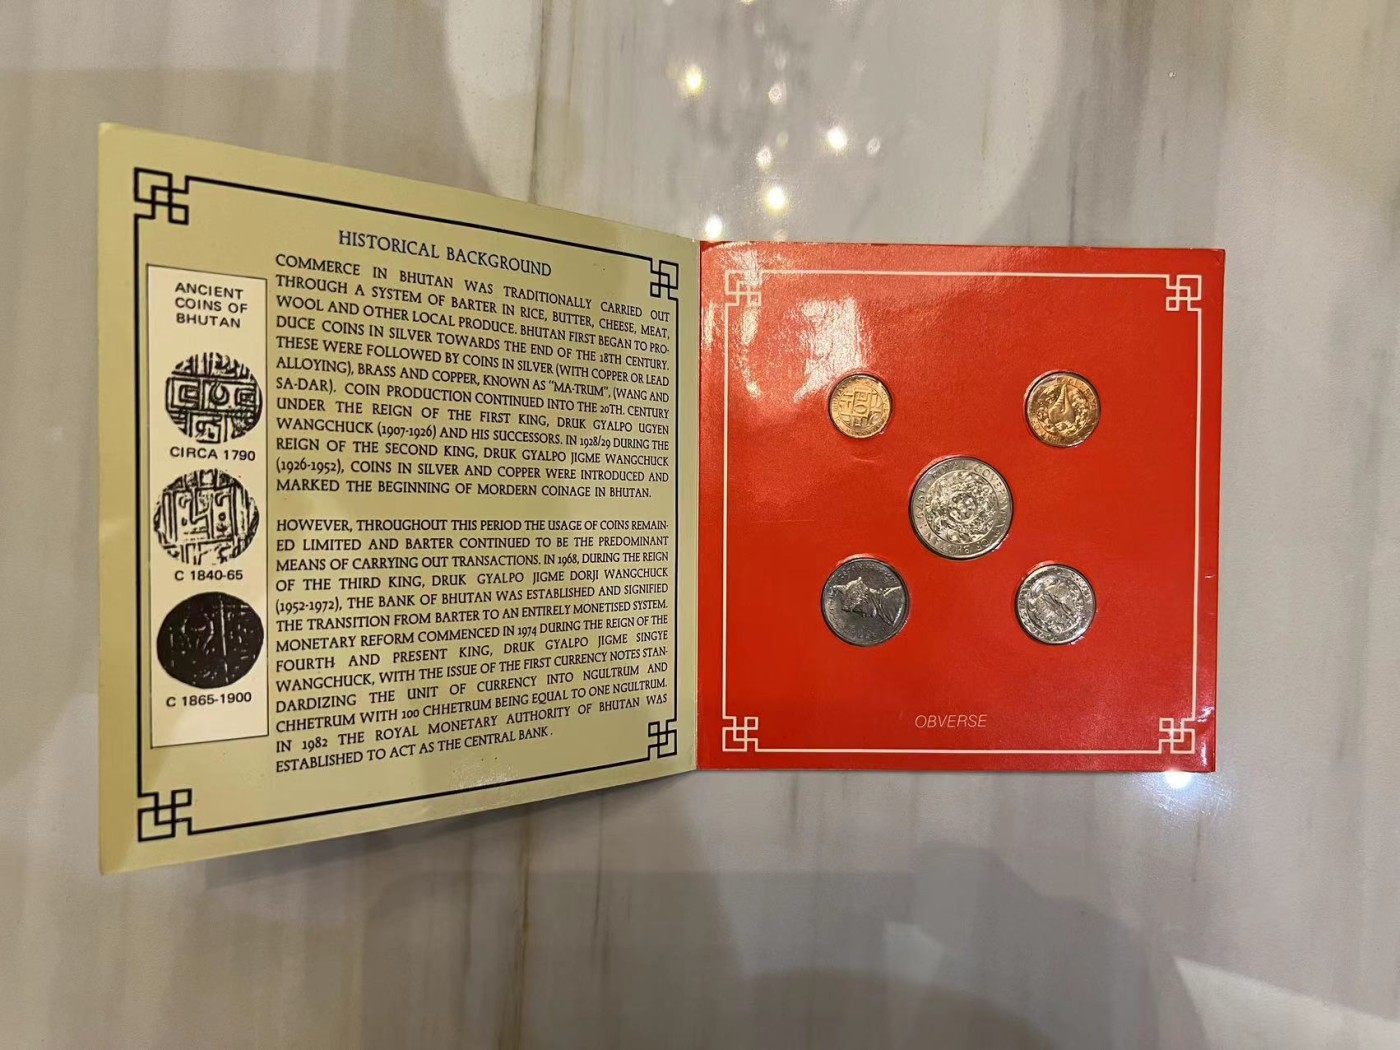 HISTORICAL BACKGROUND
ANCIENT
COINS OF
BHUTAN
CIRCA 1790
C 1840-65
C 1865-1900
COMMERCE IN BHUTAN WAS TRADITIONALLY CARRIED OUT
THROUGH A SYSTEM OF BARTER IN RICE, BUTTER, CHEESE, MEAT,
WOOL AND OTHER LOCAL PRODUCE. BHUTAN FIRST BEGAN TO PRO-
DUCE COINS IN SILVER TOWARDS THE END OF THE 18TH CENTURY.
THESE WERE FOLLOWED BY COINS IN SILVER (WITH COPPER OR LEAD
ALLOYING), BRASS AND COPPER, KNOWN AS "MA-TRUM", (WANG AND
SA-DAR). COIN PRODUCTION CONTINUED INTO THE 20TH. CENTURY
UNDER THE REIGN OF THE FIRST KING, DRUK GYALPO UGYEN
WANGCHUCK (1907-1926) AND HIS SUCCESSORS. IN 1928/29 DURING THE
REIGN OF THE SECOND KING, DRUK GYALPO JIGME WANGCHUCK
(1926-1952), COINS IN SILVER AND COPPER WERE INTRODUCED AND
MARKED THE BEGINNING OF MORDERN COINAGE IN BHUTAN.
HOWEVER, THROUGHOUT THIS PERIOD THE USAGE OF COINS REMAIN-
ED LIMITED AND BARTER CONTINUED TO BE THE PREDOMINANT
MEANS OF CARRYING OUT TRANSACTIONS. IN 1968, DURING THE REIGN
OF THE THIRD KING, DRUK GYALPO JIGME DORJI WANGCHUCK
(1952-1972), THE BANK OF BHUTAN WAS ESTABLISHED AND SIGNIFIED
THE TRANSITION FROM BARTER TO AN ENTIRELY MONETISED SYSTEM.
MONETARY REFORM COMMENCED IN 1974 DURING THE REIGN OF THE
FOURTH AND PRESENT KING, DRUK GYALPO JIGME SINGYE
WANGCHUCK, WITH THE ISSUE OF THE FIRST CURRENCY NOTES STAN-
DARDIZING THE UNIT OF CURRENCY INTO NGULTRUM AND
CHHETRUM WITH 100 CHHETRUM BEING EQUAL TO ONE NGULTRUM.
IN 1982 THE ROYAL MONETARY AUTHORITY OF BHUTAN WAS
ESTABLISHED TO ACT AS THE CENTRAL BANK.
OBVERSE